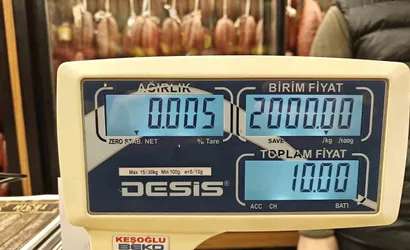 AĞIRLIK
BİRİM FİYAT
0.005
2000.00
ZERO STAB. NET
% Tare
SAVE
/kg /100g
TOPLAM FİYAT
10.00
Max 15/30kg Min 100g e=5/10g
DESİS
ACC CH BATT.
KEŞOĞLU
BEKO